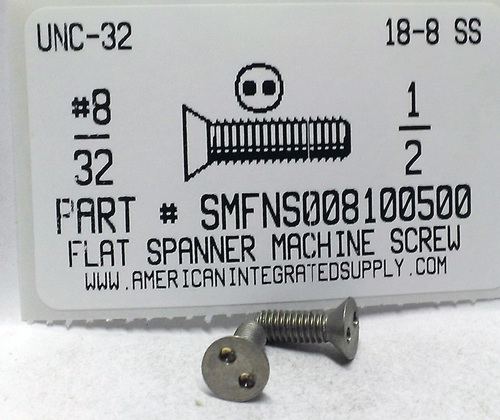 UNC-32 18-8 SS
#8 1
32 2
PART # SMFNS008100500
FLAT SPANNER MACHINE SCREW
WWW.AMERICANINTEGRATEDSUPPLY.COM